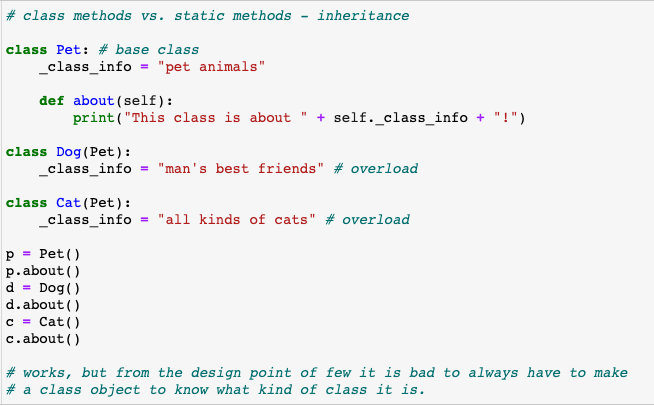 # class methods vs. static methods - inheritance
class Pet: # base class
    _class_info = "pet animals"
    def about(self):
        print("This class is about " + self._class_info + "!")
class Dog(Pet):
    _class_info = "man's best friends" # overload
class Cat(Pet):
    _class_info = "all kinds of cats" # overload
p = Pet()
p.about()
d = Dog()
d.about()
c = Cat()
c.about()
# works, but from the design point of few it is bad to always have to make
# a class object to know what kind of class it is.